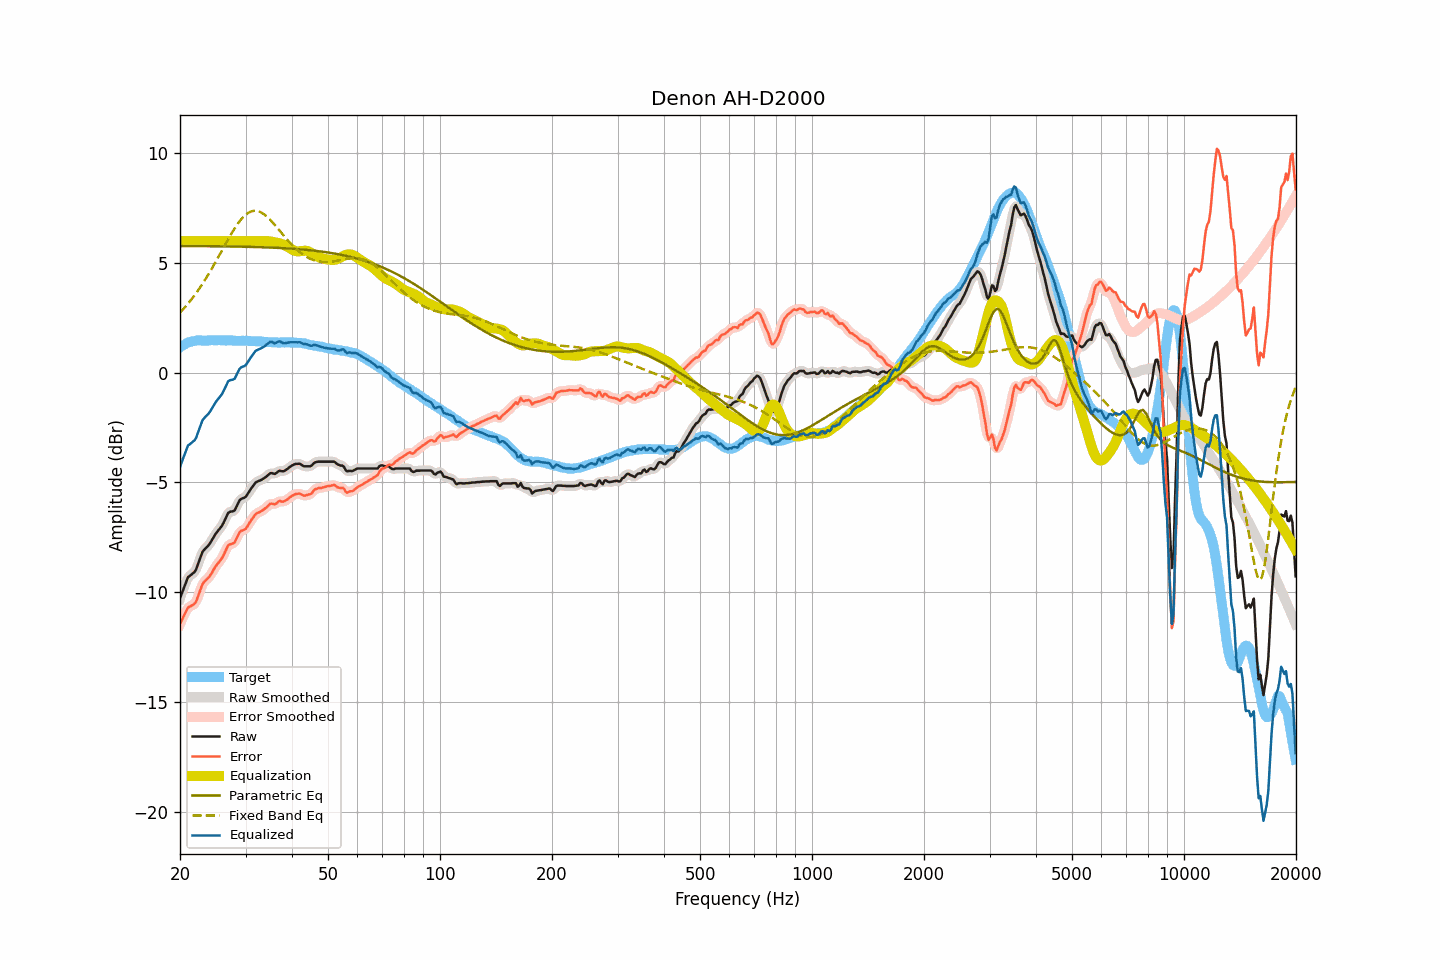 Denon AH-D2000
Amplitude (dBr)
10
5
0
−5
−10
−15
−20
Target
Raw Smoothed
Error Smoothed
Raw
Error
Equalization
Parametric Eq
Fixed Band Eq
Equalized
20 50 100 200 500 1000 2000 5000 10000 20000
Frequency (Hz)